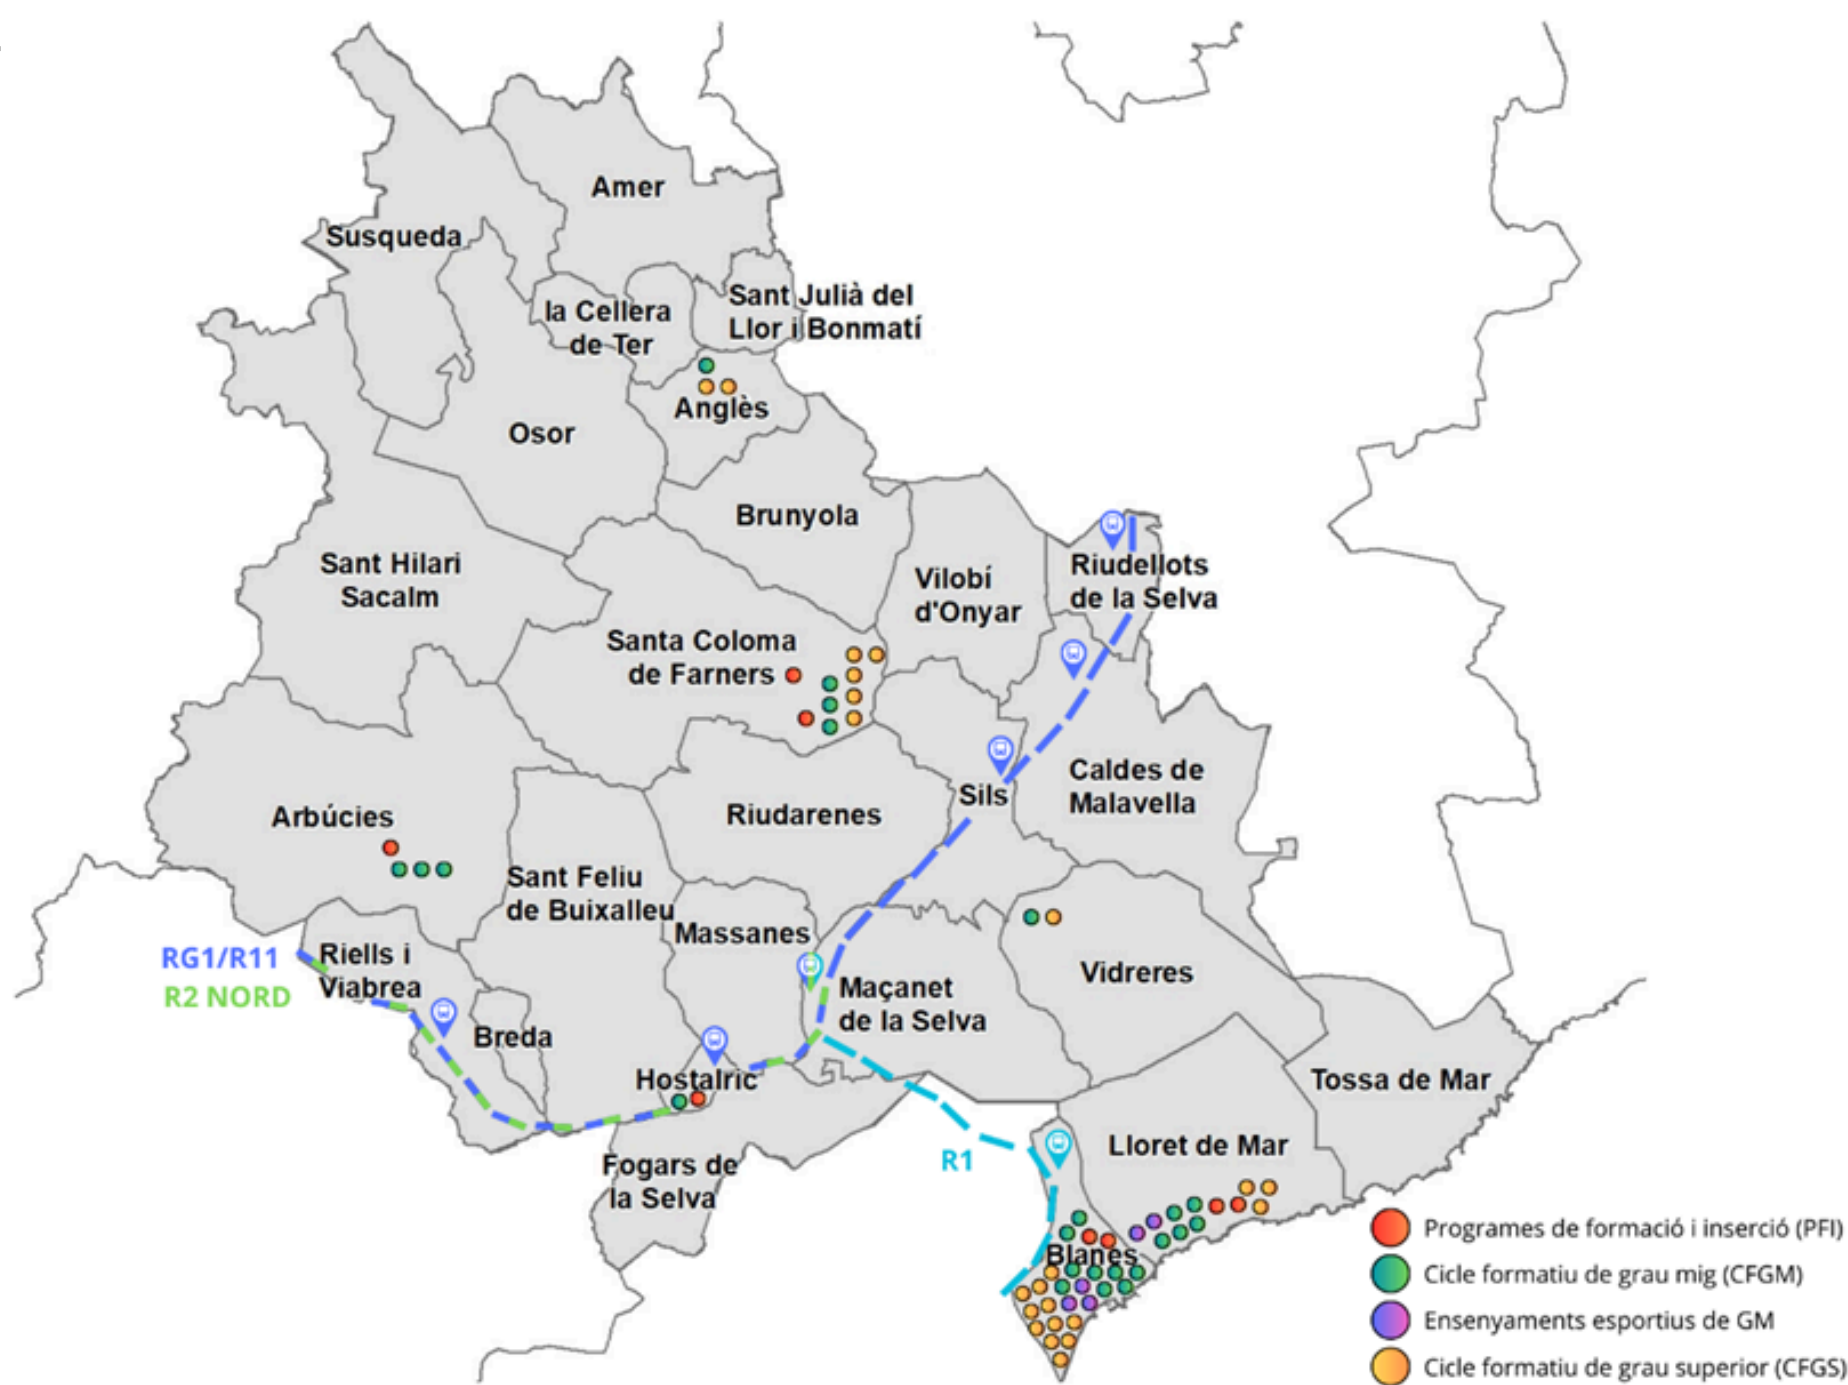 Amer
Susqueda
la Cellera
de Ter
Sant Julià del
Llor i Bonmatí
Anglès
Osor
Brunyola
Sant Hilari
Sacalm
Vilobí
d'Onyar
Riudellots
de la Selva
Santa Coloma
de Farners
Sils
Caldes de
Malavella
Arbúcies
Riudarenes
Sant Feliu
de Buixalleu
Massanes
RG1/R11
R2 NORD
Riells i
Viabrea
Breda
Maçanet
de la Selva
Vidreres
Hostalric
Tossa de Mar
Fogars de
la Selva
R1
Lloret de Mar
Blanes
Programes de formació i inserció (PFI)
Cicle formatiu de grau mig (CFGM)
Ensenyaments esportius de GM
Cicle formatiu de grau superior (CFGS)